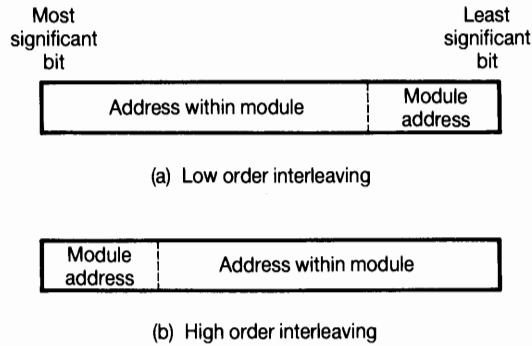 Most
significant
bit
Least
significant
bit
Address within module
Module
address
(a) Low order interleaving
Module
address
Address within module
(b) High order interleaving